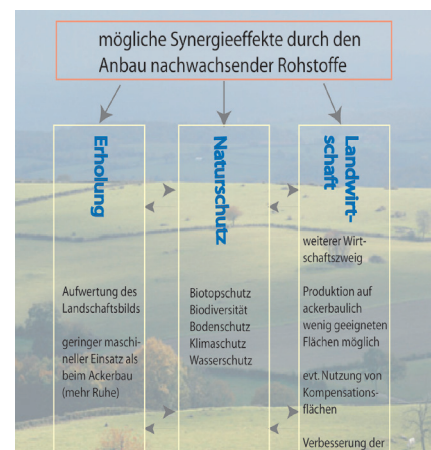 mögliche Synergieeffekte durch den
Anbau nachwachsender Rohstoffe
Erholung
Aufwertung des
Landschaftsbilds
geringer maschi-
neller Einsatz als
beim Ackerbau
(mehr Ruhe)
Naturschutz
Biotopschutz
Biodiversität
Bodenschutz
Klimaschutz
Wasserschutz
Landwirt-
schaft
weiterer Wirt-
schaftszweig
Produktion auf
ackerbaulich
wenig geeigneten
Flächen möglich
evt. Nutzung von
Kompensations-
flächen
Verbesserung der